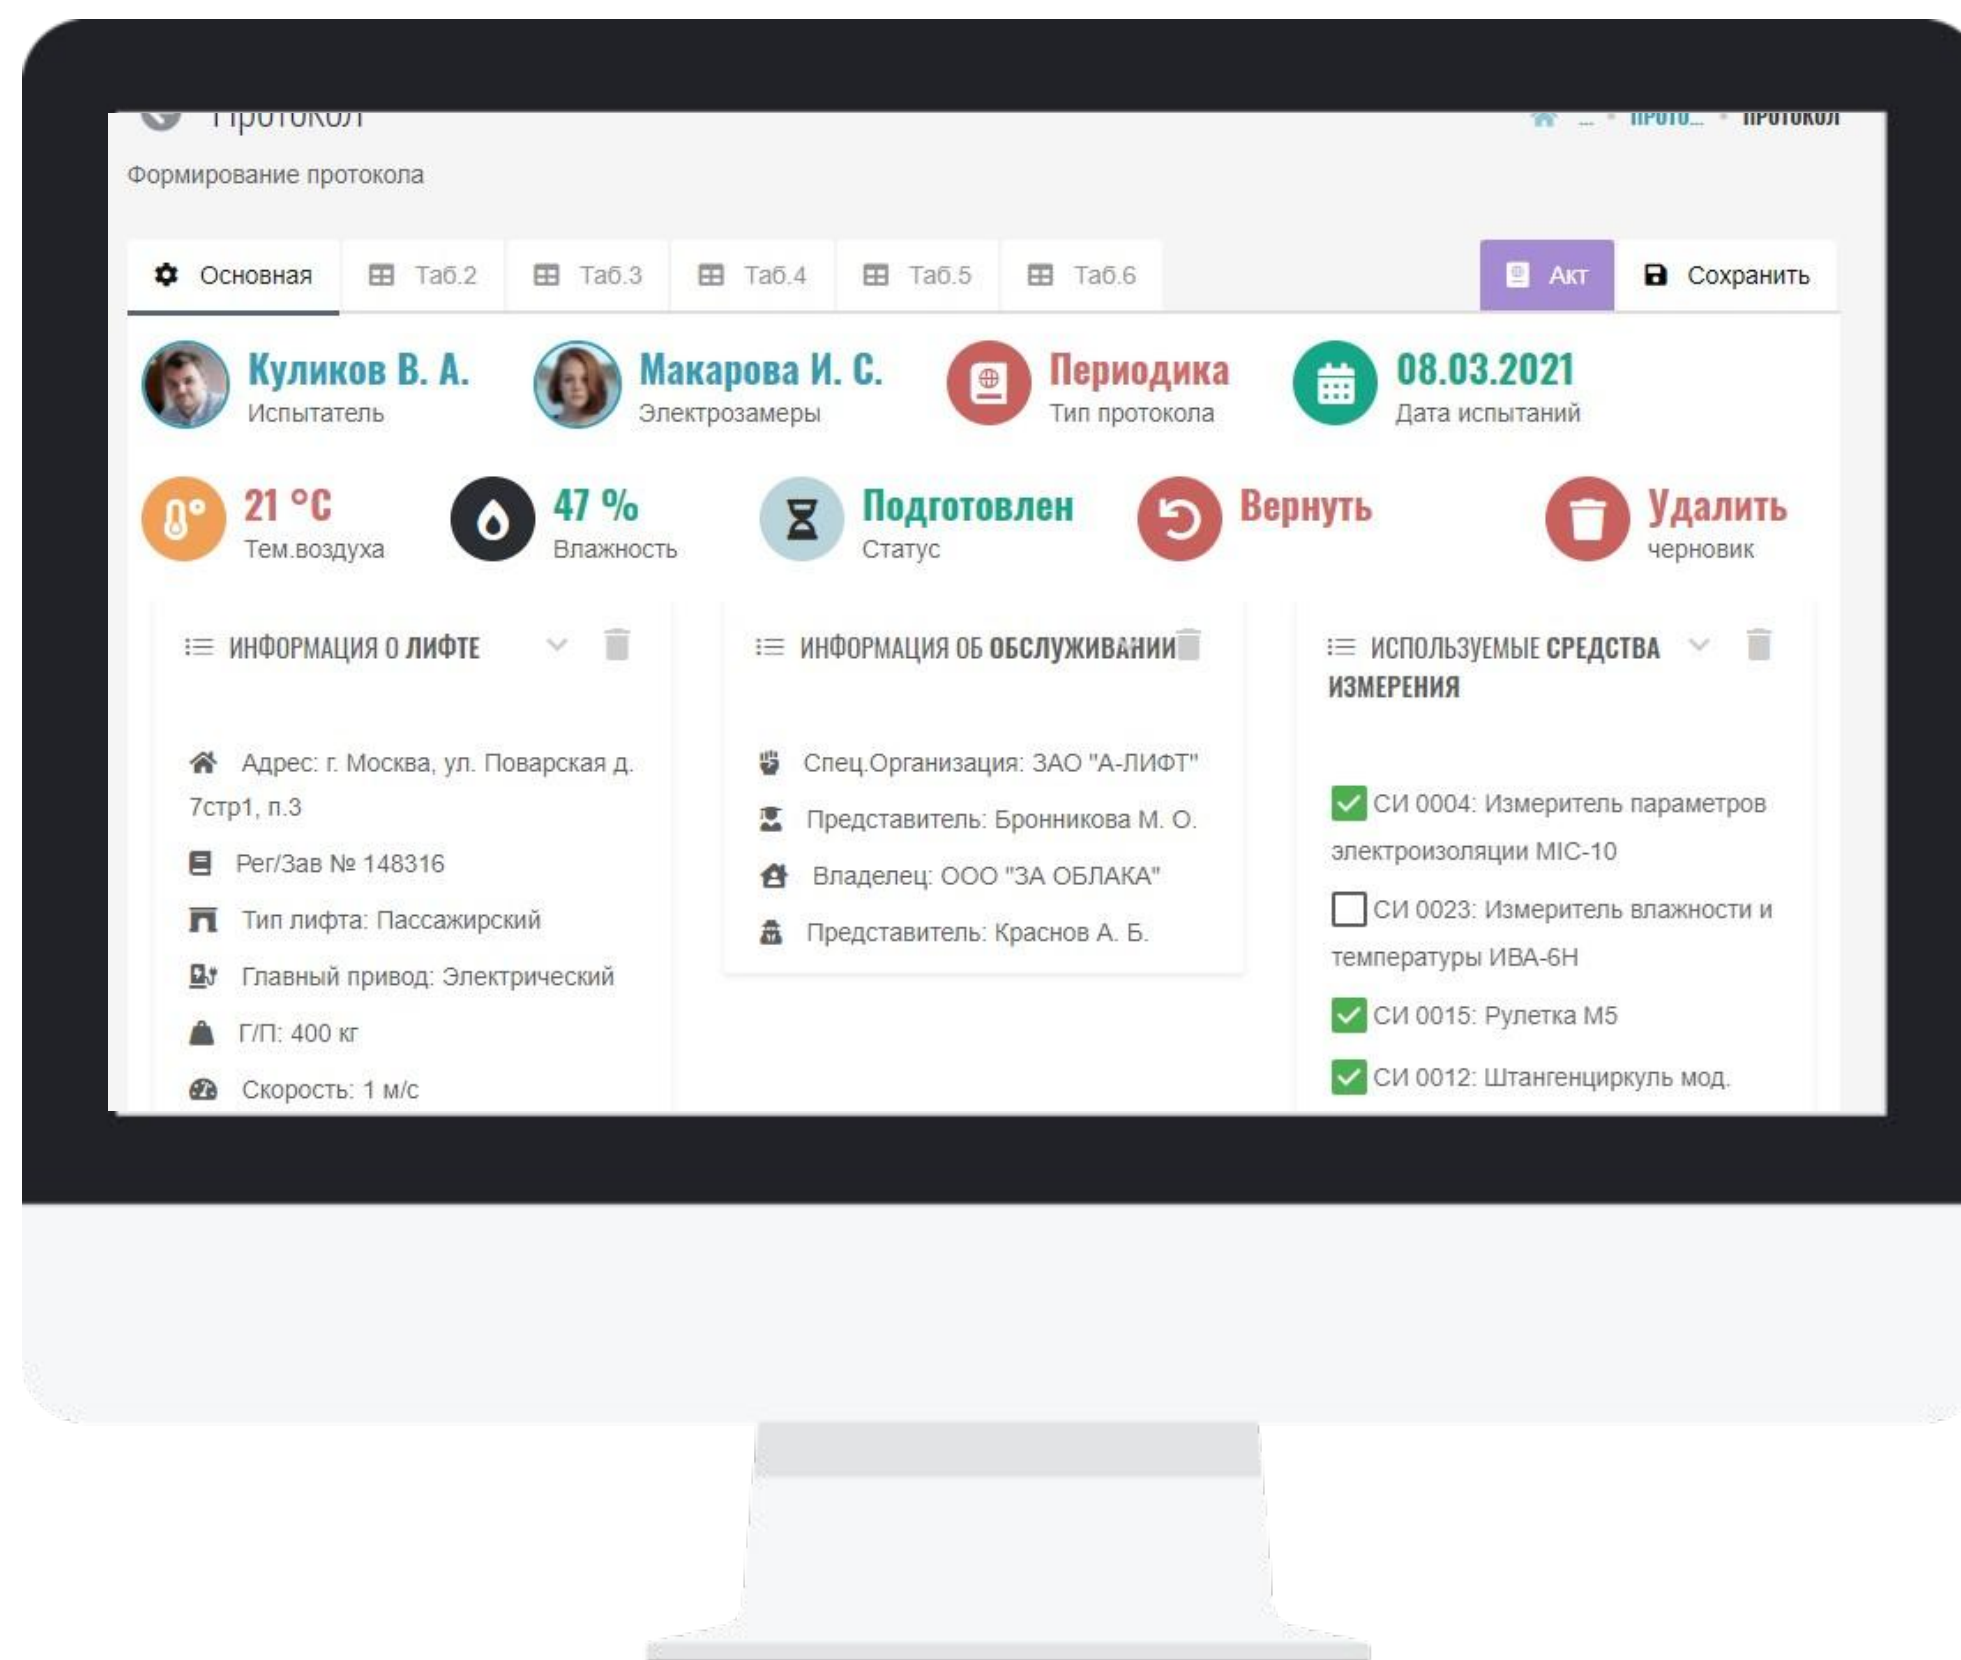 Протокол
... • ПРОТО... • ПРОТОКОЛ
Формирование протокола
Основная Таб.2 Таб.3 Таб.4 Таб.5 Таб.6 Акт Сохранить
Куликов В. А. Макарова И. С. Периодика 08.03.2021
Испытатель Электрозамеры Тип протокола Дата испытаний
21 °C 47 % Подготовлен Вернуть Удалить
Тем.воздуха Влажность Статус черновик
ИНФОРМАЦИЯ О ЛИФТЕ
Адрес: г. Москва, ул. Поварская д.
7стр1, п.3
Рег/Зав № 148316
Тип лифта: Пассажирский
Главный привод: Электрический
Г/П: 400 кг
Скорость: 1 м/с
ИНФОРМАЦИЯ ОБ ОБСЛУЖИВАНИИ
Спец.Организация: ЗАО "А-ЛИФТ"
Представитель: Бронникова М. О.
Владелец: ООО "ЗА ОБЛАКА"
Представитель: Краснов А. Б.
ИСПОЛЬЗУЕМЫЕ СРЕДСТВА
ИЗМЕРЕНИЯ
СИ 0004: Измеритель параметров
электроизоляции MIC-10
СИ 0023: Измеритель влажности и
температуры ИВА-6Н
СИ 0015: Рулетка М5
СИ 0012: Штангенциркуль мод.